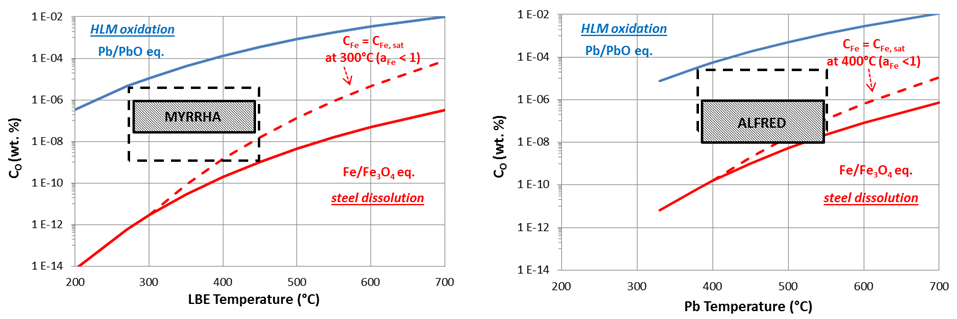 1 E-02
1 E-04
1 E-06
1 E-08
1 E-10
1 E-12
1 E-14
C_O (wt. %)
HLM oxidation
Pb/PbO eq.
C_Fe = C_Fe, sat
at 300°C (a_Fe < 1)
MYRRHA
Fe/Fe₃O₄ eq.
steel dissolution
200 300 400 500 600 700
LBE Temperature (°C)
1 E-02
1 E-04
1 E-06
1 E-08
1 E-10
1 E-12
1 E-14
C_O (wt. %)
HLM oxidation
Pb/PbO eq.
C_Fe = C_Fe, sat
at 400°C (a_Fe <1)
ALFRED
Fe/Fe₃O₄ eq.
steel dissolution
200 300 400 500 600 700
Pb Temperature (°C)